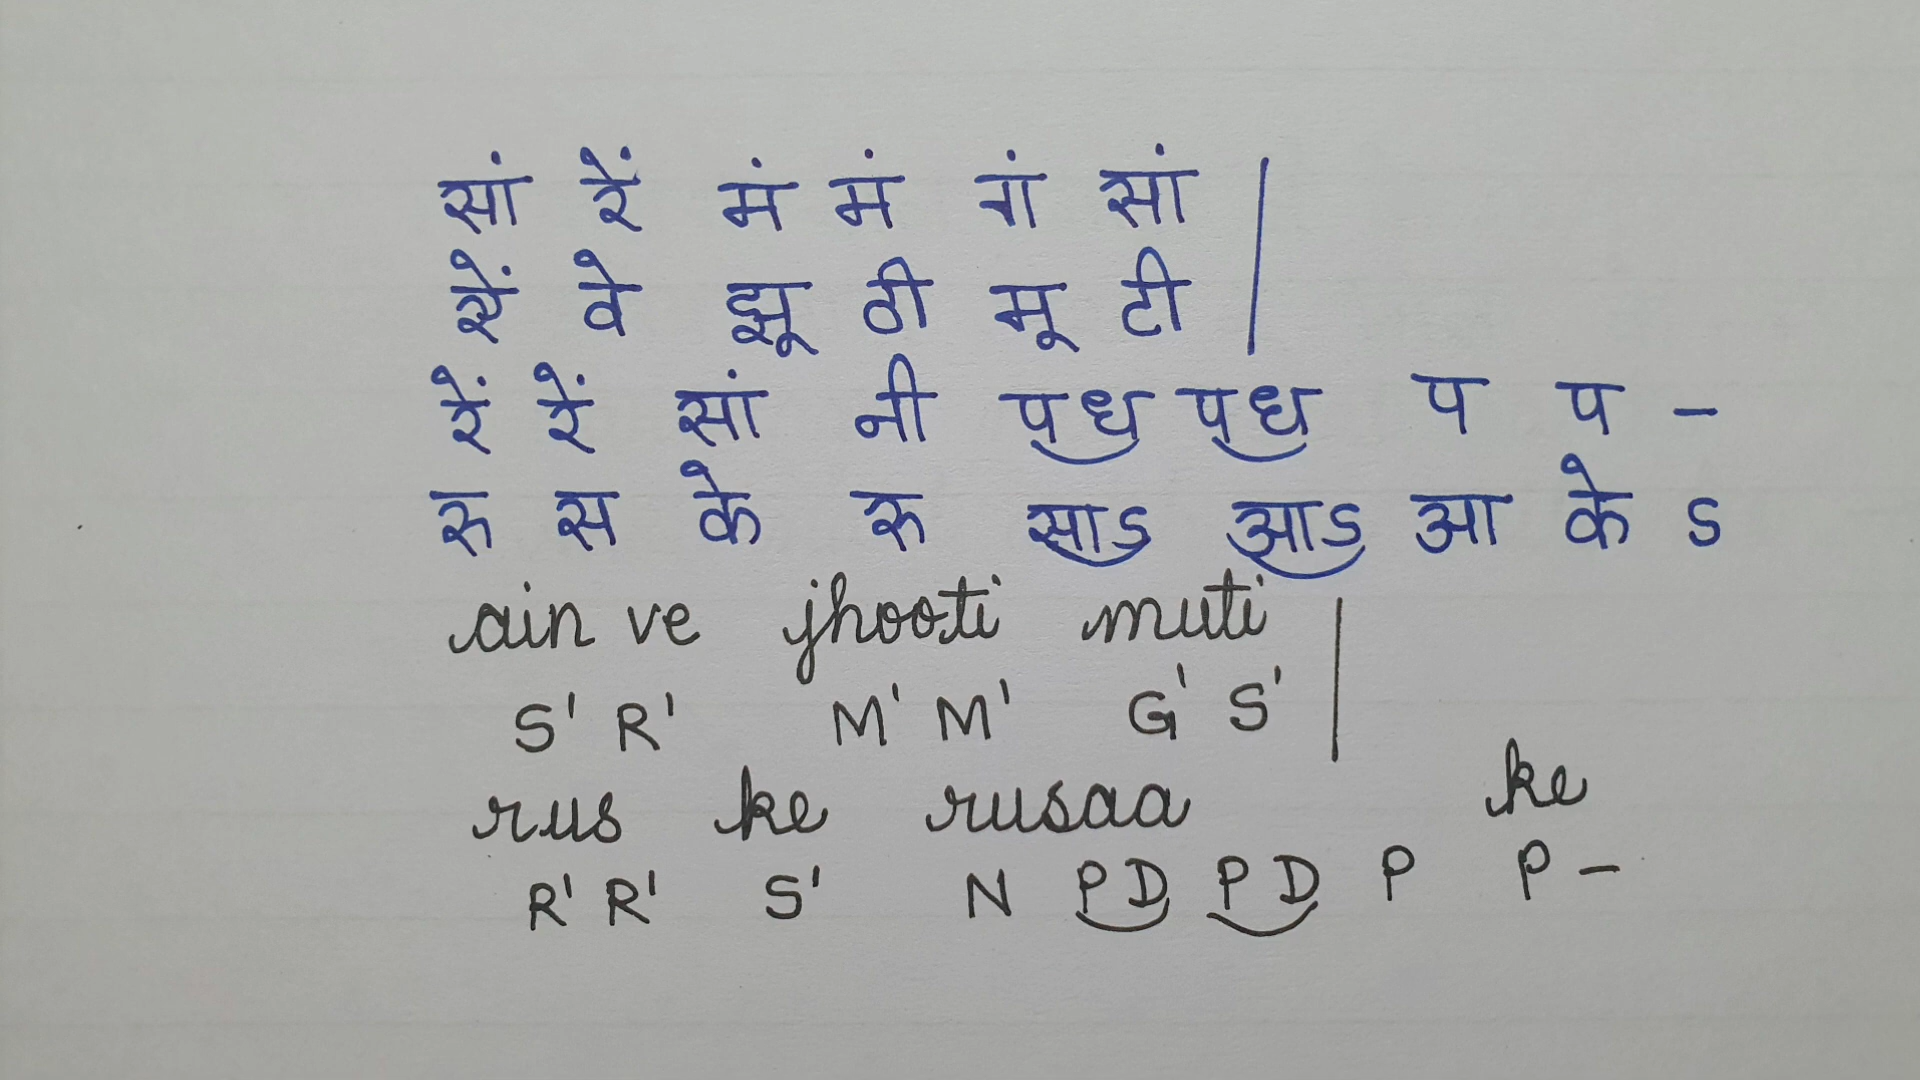 सां रें मं मं गं सां |
ऐं वे झू ठी मू टी |
रें रें सां नी पध पध प प –
रु स के रु साऽ आऽ आ के ऽ
ain ve jhooti muti |
S' R' M' M' G' S' |
rus ke rusaa ke
R' R' S' N PD PD P P –